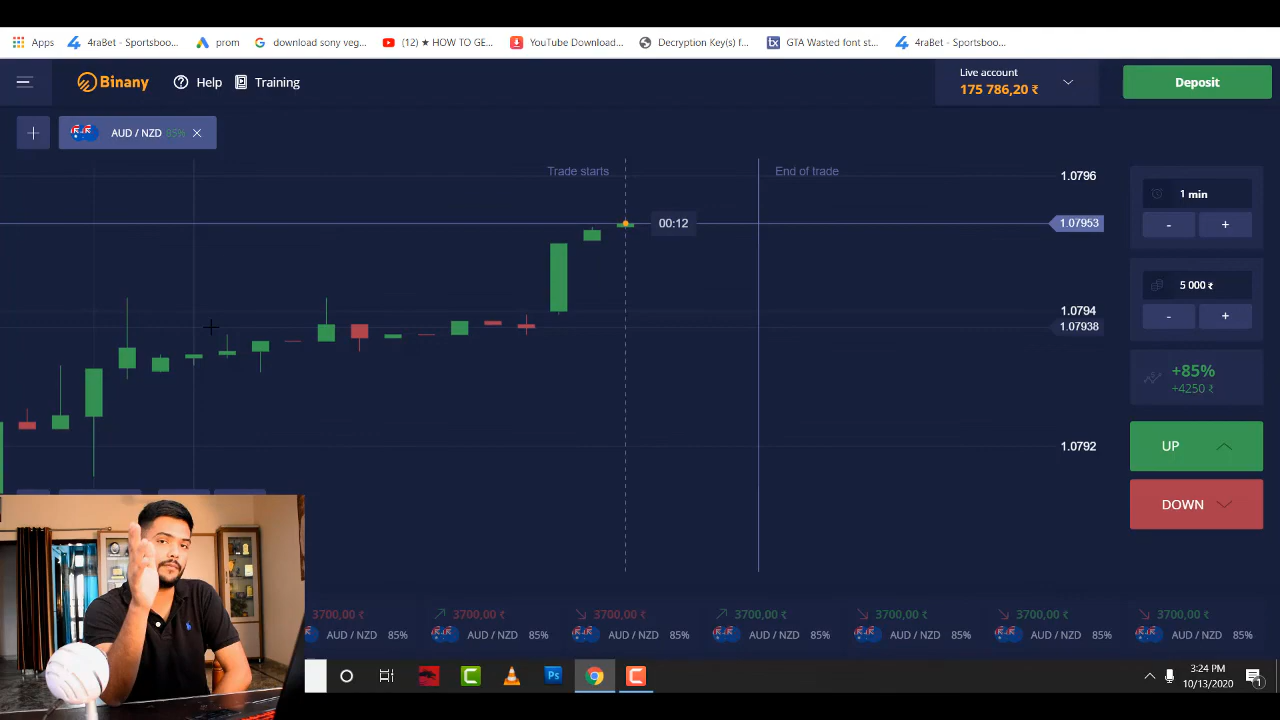 Apps
4raBet - Sportsboo...
prom
download sony veg...
(12) ★ HOW TO GE...
YouTube Download...
Decryption Key(s) f...
GTA Wasted font st...
4raBet - Sportsboo...
Binany
Help
Training
Live account
175 786,20 ₹
Deposit
AUD / NZD 85%
Trade starts
End of trade
1.0796
1.07953
00:12
1.0794
1.07938
1.0792
1 min
- +
5 000 ₹
- +
+85%
+4250 ₹
UP
DOWN
3700,00 ₹ 3700,00 ₹ 3700,00 ₹ 3700,00 ₹ 3700,00 ₹ 3700,00 ₹ 3700,00 ₹
AUD / NZD 85% AUD / NZD 85% AUD / NZD 85% AUD / NZD 85% AUD / NZD 85% AUD / NZD 85% AUD / NZD 85%
Ps
3:24 PM
10/13/2020
1